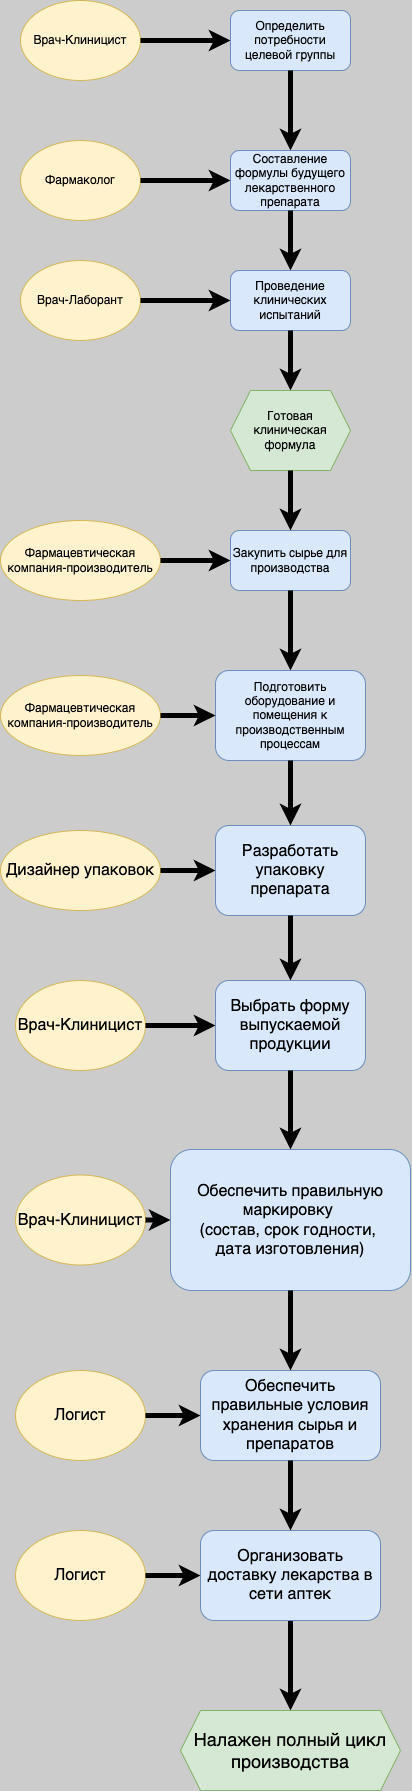 Врач-Клиницист
Определить
потребности
целевой группы
Фармаколог
Составление
формулы будущего
лекарственного
препарата
Врач-Лаборант
Проведение
клинических
испытаний
Готовая
клиническая
формула
Фармацевтическая
компания-производитель
Закупить сырье для
производства
Фармацевтическая
компания-производитель
Подготовить
оборудование и
помещения к
производственным
процессам
Дизайнер упаковок
Разработать
упаковку
препарата
Врач-Клиницист
Выбрать форму
выпускаемой
продукции
Врач-Клиницист
Обеспечить правильную
маркировку
(состав, срок годности,
дата изготовления)
Логист
Обеспечить
правильные условия
хранения сырья и
препаратов
Логист
Организовать
доставку лекарства в
сети аптек
Налажен полный цикл
производства